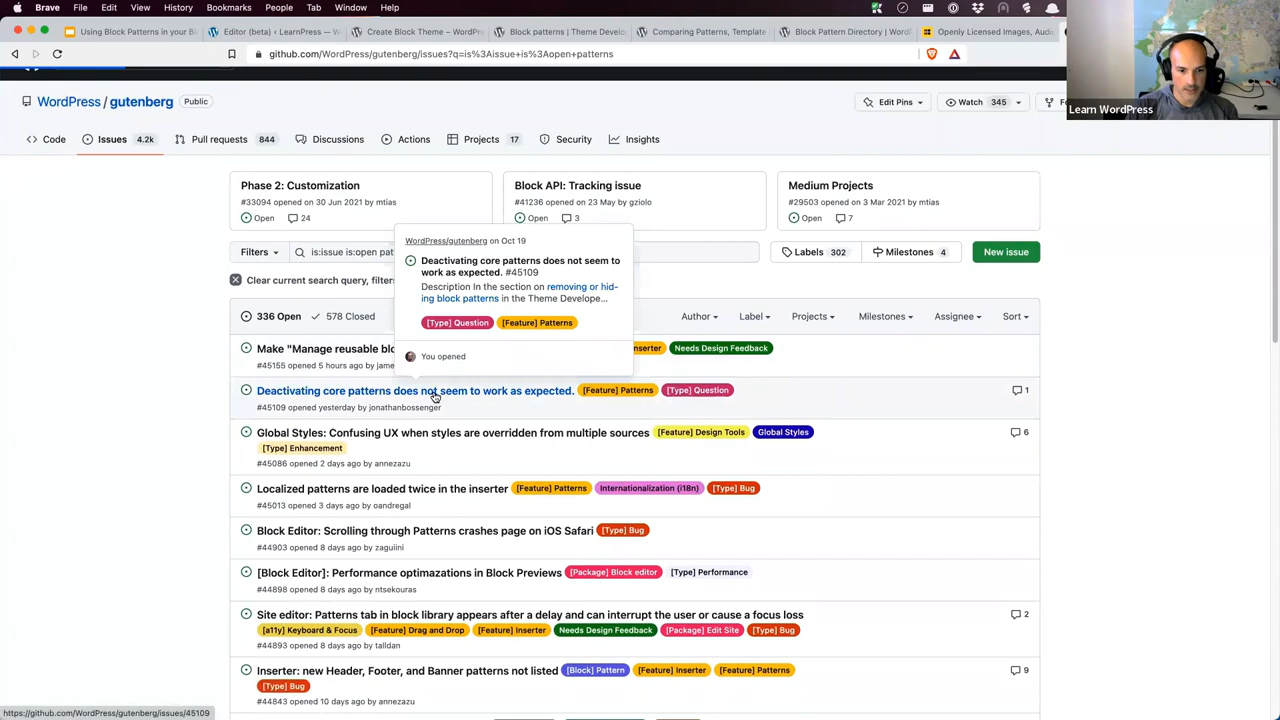 Brave File Edit View History Bookmarks People Tab Window Help
Using Block Patterns in your Bl
Editor (beta) ‹ LearnPress —
Create Block Theme – WordPr
Block patterns | Theme Develo
Comparing Patterns, Template
Block Pattern Directory | Word
Openly Licensed Images, Audio
github.com/WordPress/gutenberg/issues?q=is%3Aissue+is%3Aopen+patterns
Learn WordPress
WordPress / gutenberg Public
Edit Pins
Watch 345
Fo
Code
Issues 4.2k
Pull requests 844
Discussions
Actions
Projects 17
Security
Insights
Phase 2: Customization
#33094 opened on 30 Jun 2021 by mtias
Open 24
Block API: Tracking issue
#41236 opened on 23 May by gziolo
Open 3
Medium Projects
#29503 opened on 3 Mar 2021 by mtias
Open 7
WordPress/gutenberg on Oct 19
Deactivating core patterns does not seem to
work as expected. #45109
Description In the section on removing or hid-
ing block patterns in the Theme Develope...
[Type] Question [Feature] Patterns
You opened
Filters
is:issue is:open pat
Labels 302
Milestones 4
New issue
Clear current search query, filters
336 Open 578 Closed
Author Label Projects Milestones Assignee Sort
Make "Manage reusable blo
nserter Needs Design Feedback
#45155 opened 5 hours ago by jame
Deactivating core patterns does not seem to work as expected. [Feature] Patterns [Type] Question
1
#45109 opened yesterday by jonathanbossenger
Global Styles: Confusing UX when styles are overridden from multiple sources [Feature] Design Tools Global Styles
6
[Type] Enhancement
#45086 opened 2 days ago by annezazu
Localized patterns are loaded twice in the inserter [Feature] Patterns Internationalization (i18n) [Type] Bug
#45013 opened 3 days ago by oandregal
Block Editor: Scrolling through Patterns crashes page on iOS Safari [Type] Bug
#44903 opened 8 days ago by zaguiini
[Block Editor]: Performance optimazations in Block Previews [Package] Block editor [Type] Performance
#44898 opened 8 days ago by ntsekouras
Site editor: Patterns tab in block library appears after a delay and can interrupt the user or cause a focus loss
2
[a11y] Keyboard & Focus [Feature] Drag and Drop [Feature] Inserter Needs Design Feedback [Package] Edit Site [Type] Bug
#44893 opened 8 days ago by talldan
Inserter: new Header, Footer, and Banner patterns not listed [Block] Pattern [Feature] Inserter [Feature] Patterns
9
[Type] Bug
#44843 opened 10 days ago by annezazu
https://github.com/WordPress/gutenberg/issues/45109